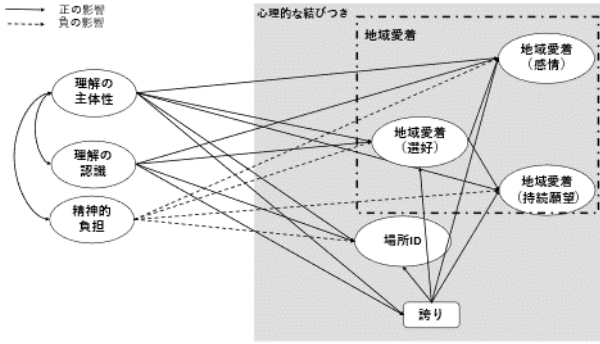 正の影響
負の影響
心理的な結びつき
地域愛着
地域愛着
(感情)
理解の
主体性
地域愛着
(選好)
理解の
認識
地域愛着
(持続願望)
精神的
負担
場所ID
誇り